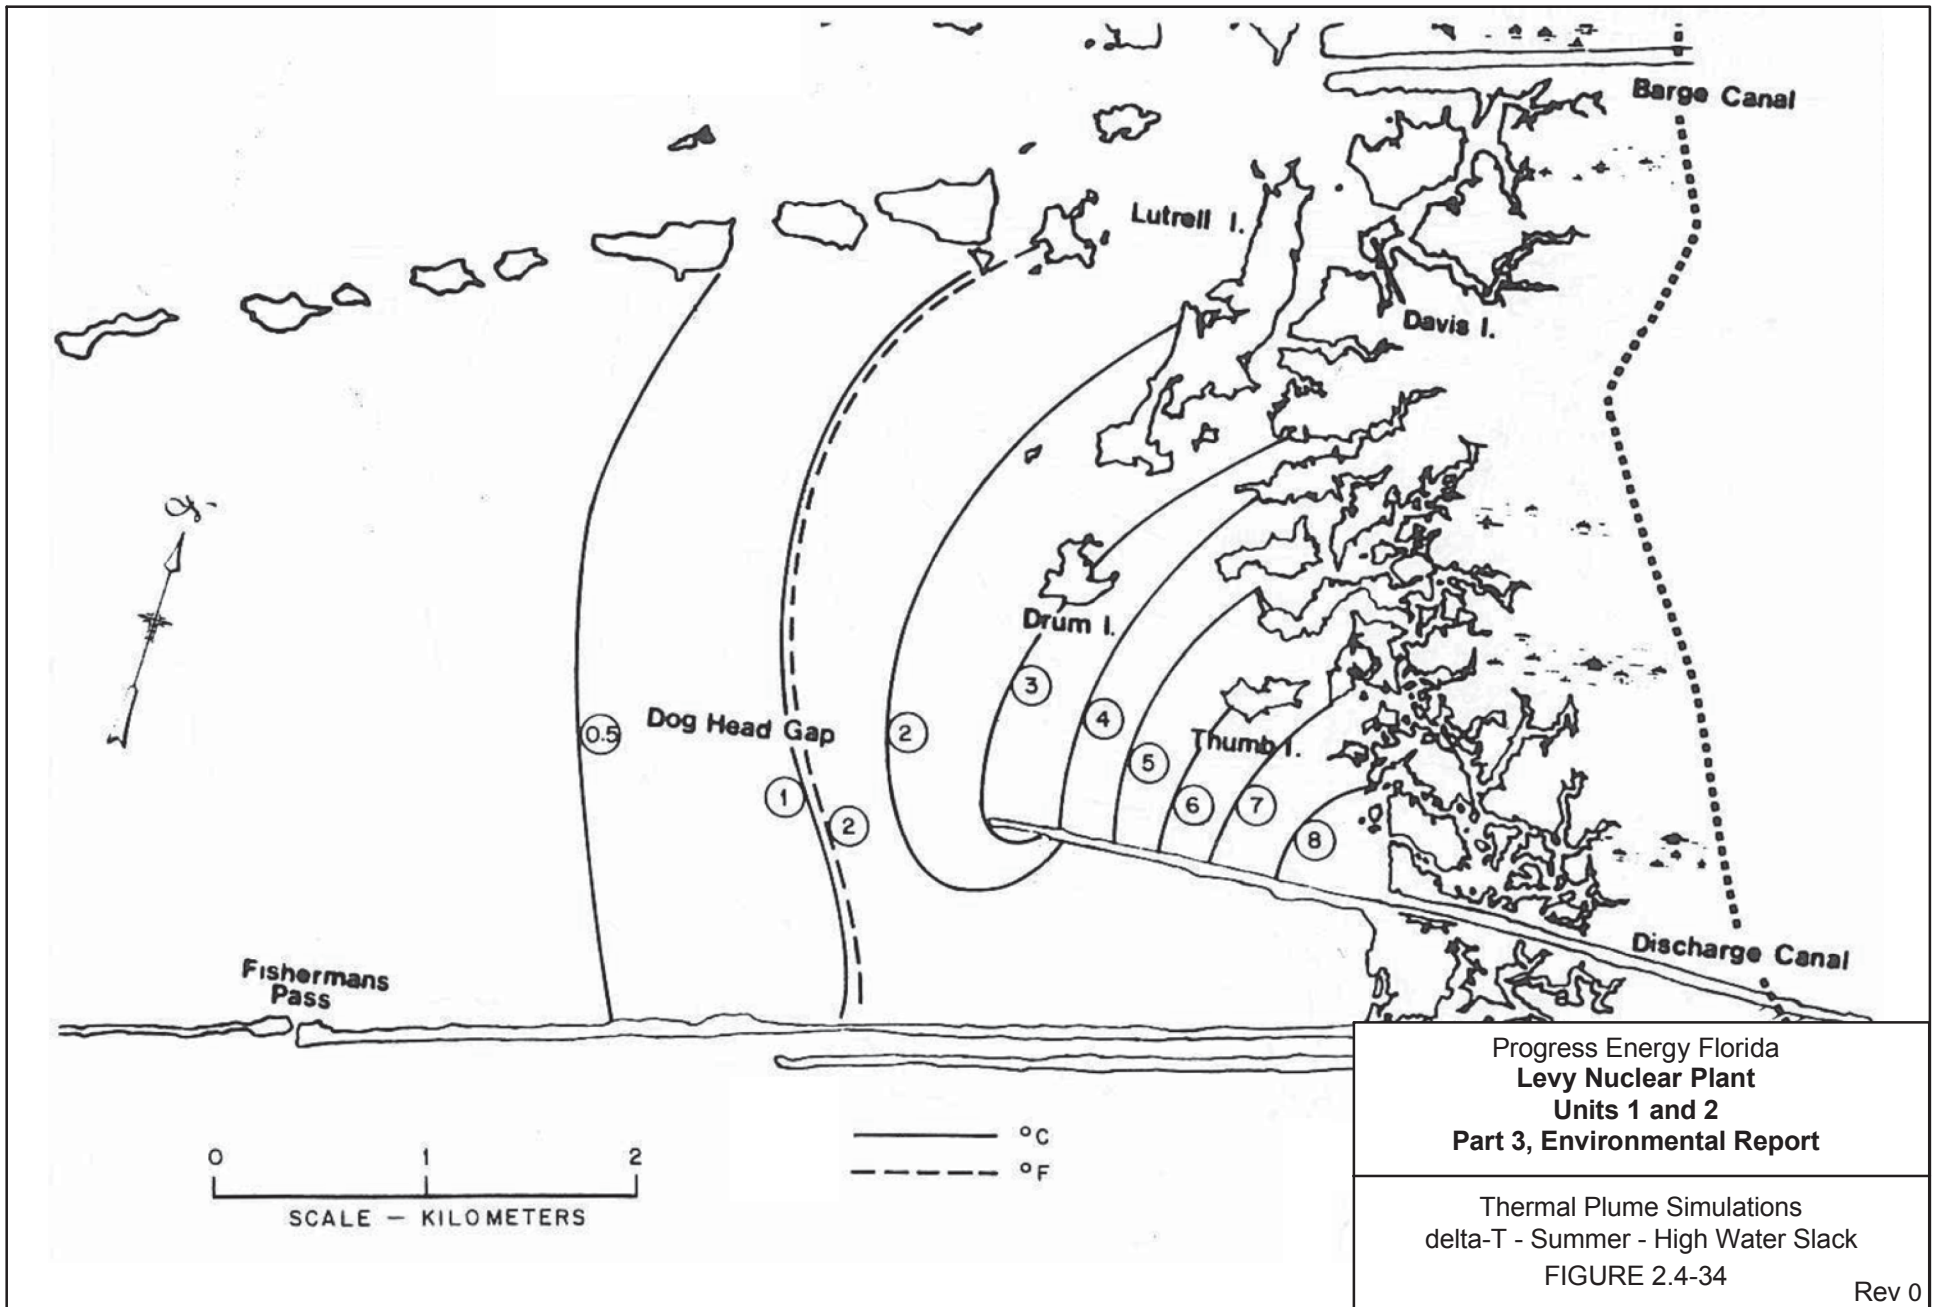 Barge Canal
Lutrell I.
Davis I.
Drum I.
3
4
Dog Head Gap
0.5
2
Thumb I.
5
1
6
7
2
8
Discharge Canal
Fishermans
Pass
0 1 2
SCALE — KILOMETERS
°C
°F
Progress Energy Florida
Levy Nuclear Plant
Units 1 and 2
Part 3, Environmental Report
Thermal Plume Simulations
delta-T - Summer - High Water Slack
FIGURE 2.4-34
Rev 0